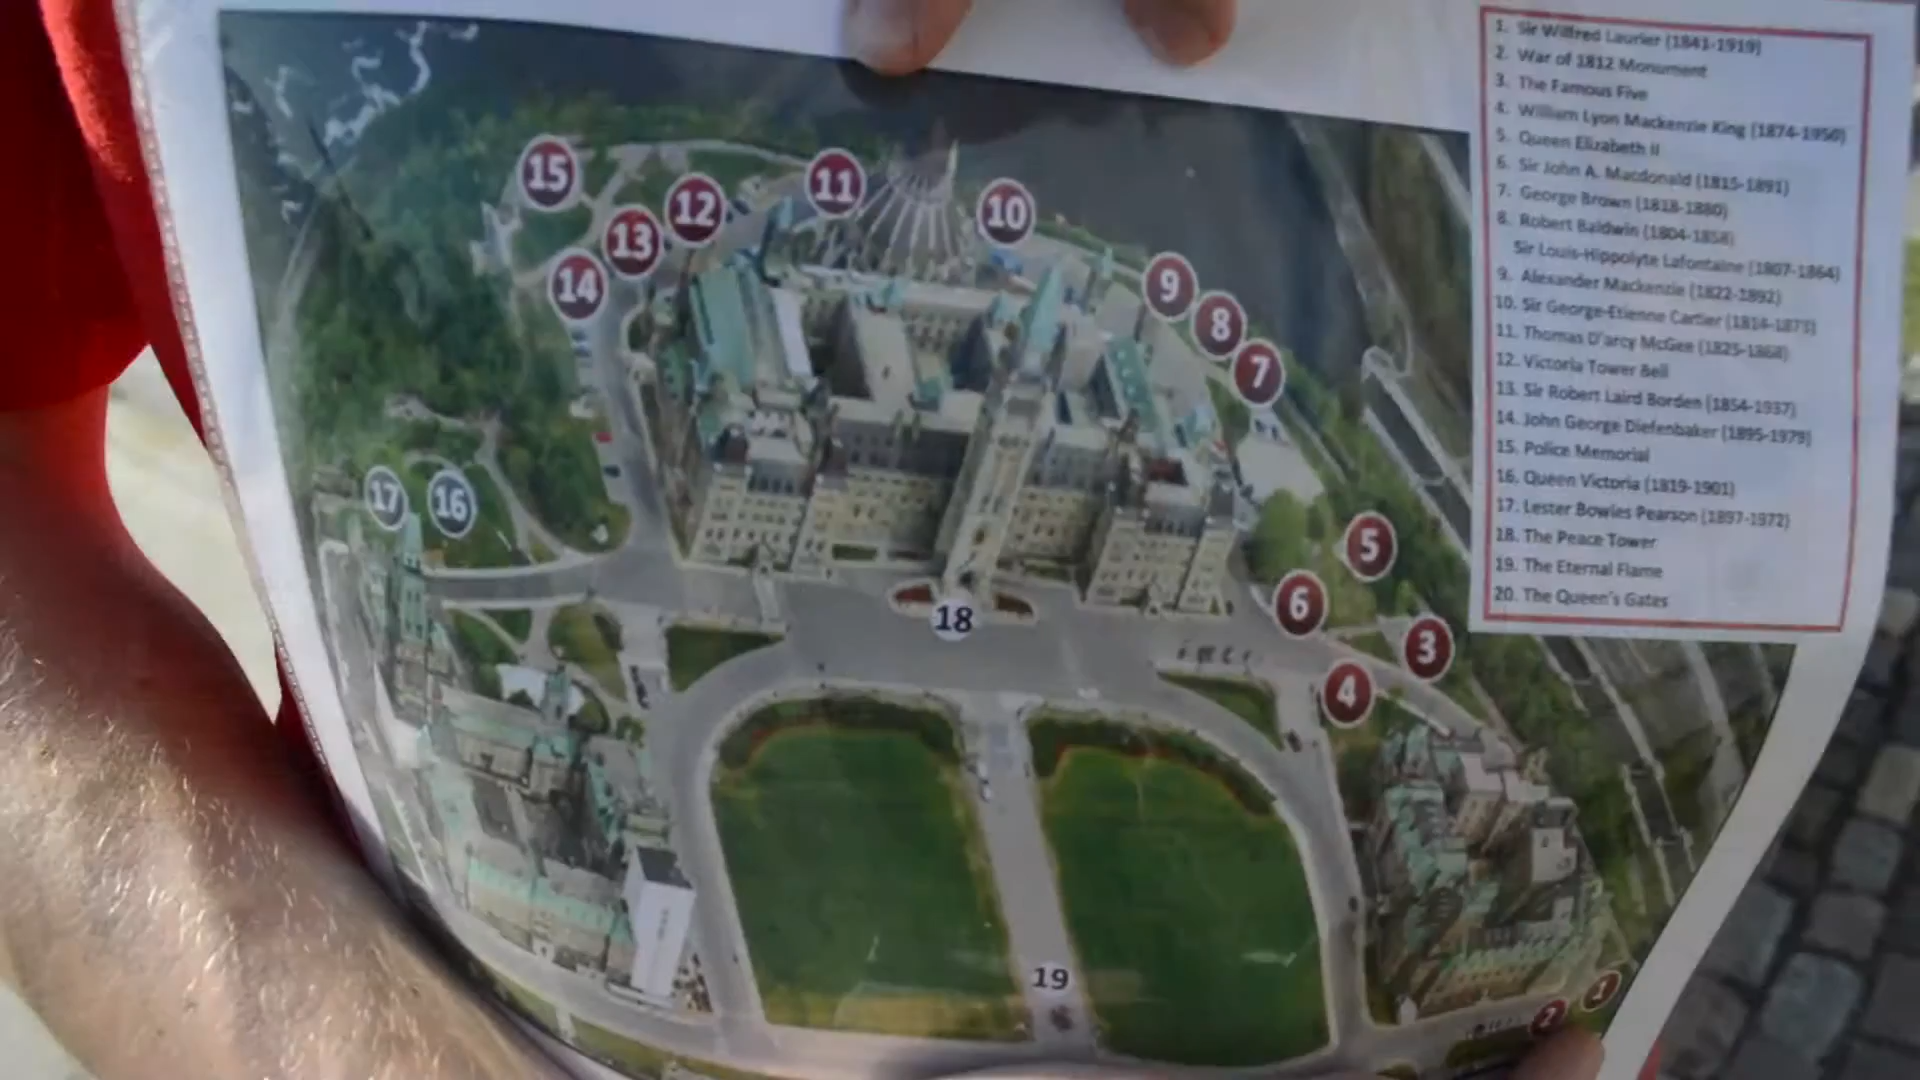 1. Sir Wilfred Laurier (1841-1919)
2. War of 1812 Monument
3. The Famous Five
4. William Lyon Mackenzie King (1874-1950)
5. Queen Elizabeth II
6. Sir John A. Macdonald (1815-1891)
7. George Brown (1818-1880)
8. Robert Baldwin (1804-1858)
Sir Louis-Hippolyte Lafontaine (1807-1864)
9. Alexander Mackenzie (1822-1892)
10. Sir George-Etienne Cartier (1814-1873)
11. Thomas D'arcy McGee (1825-1868)
12. Victoria Tower Bell
13. Sir Robert Laird Borden (1854-1937)
14. John George Diefenbaker (1895-1979)
15. Police Memorial
16. Queen Victoria (1819-1901)
17. Lester Bowles Pearson (1897-1972)
18. The Peace Tower
19. The Eternal Flame
20. The Queen's Gates
15
11
12
10
13
14
9
8
7
17
16
5
6
18
3
4
19
1
2